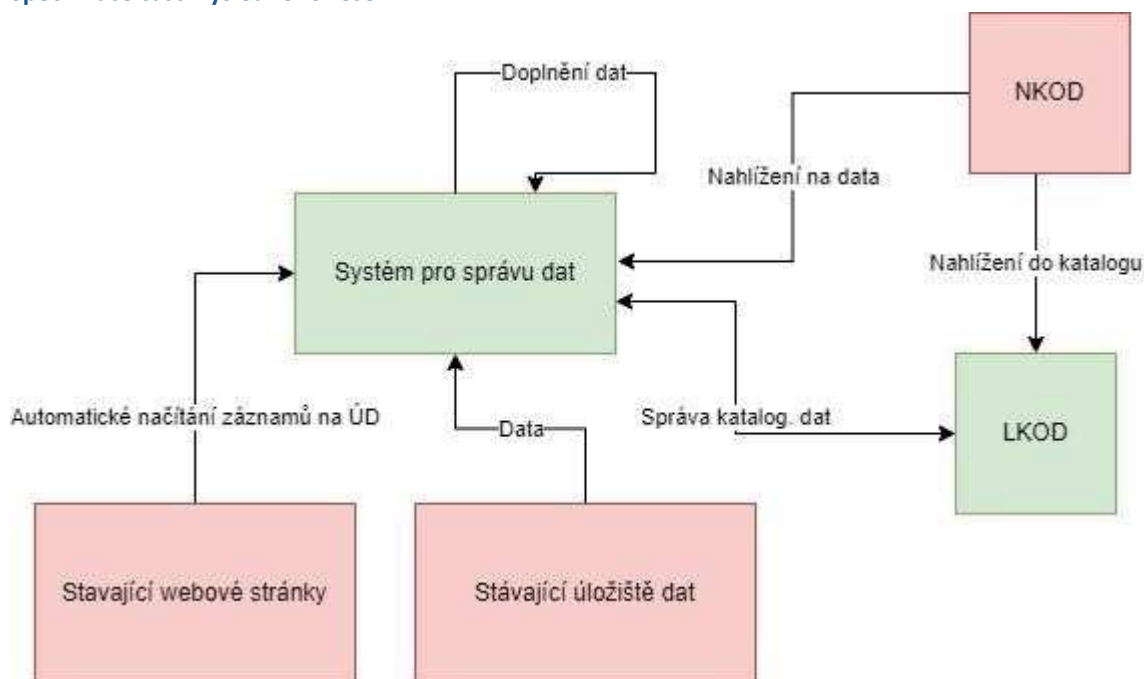 Doplnění dat
NKOD
Nahlížení na data
Systém pro správu dat
Nahlížení do katalogu
Automatické načítání záznamů na ÚD
Data
Správa katalog. dat
LKOD
Stavající webové stránky
Stávající úložiště dat